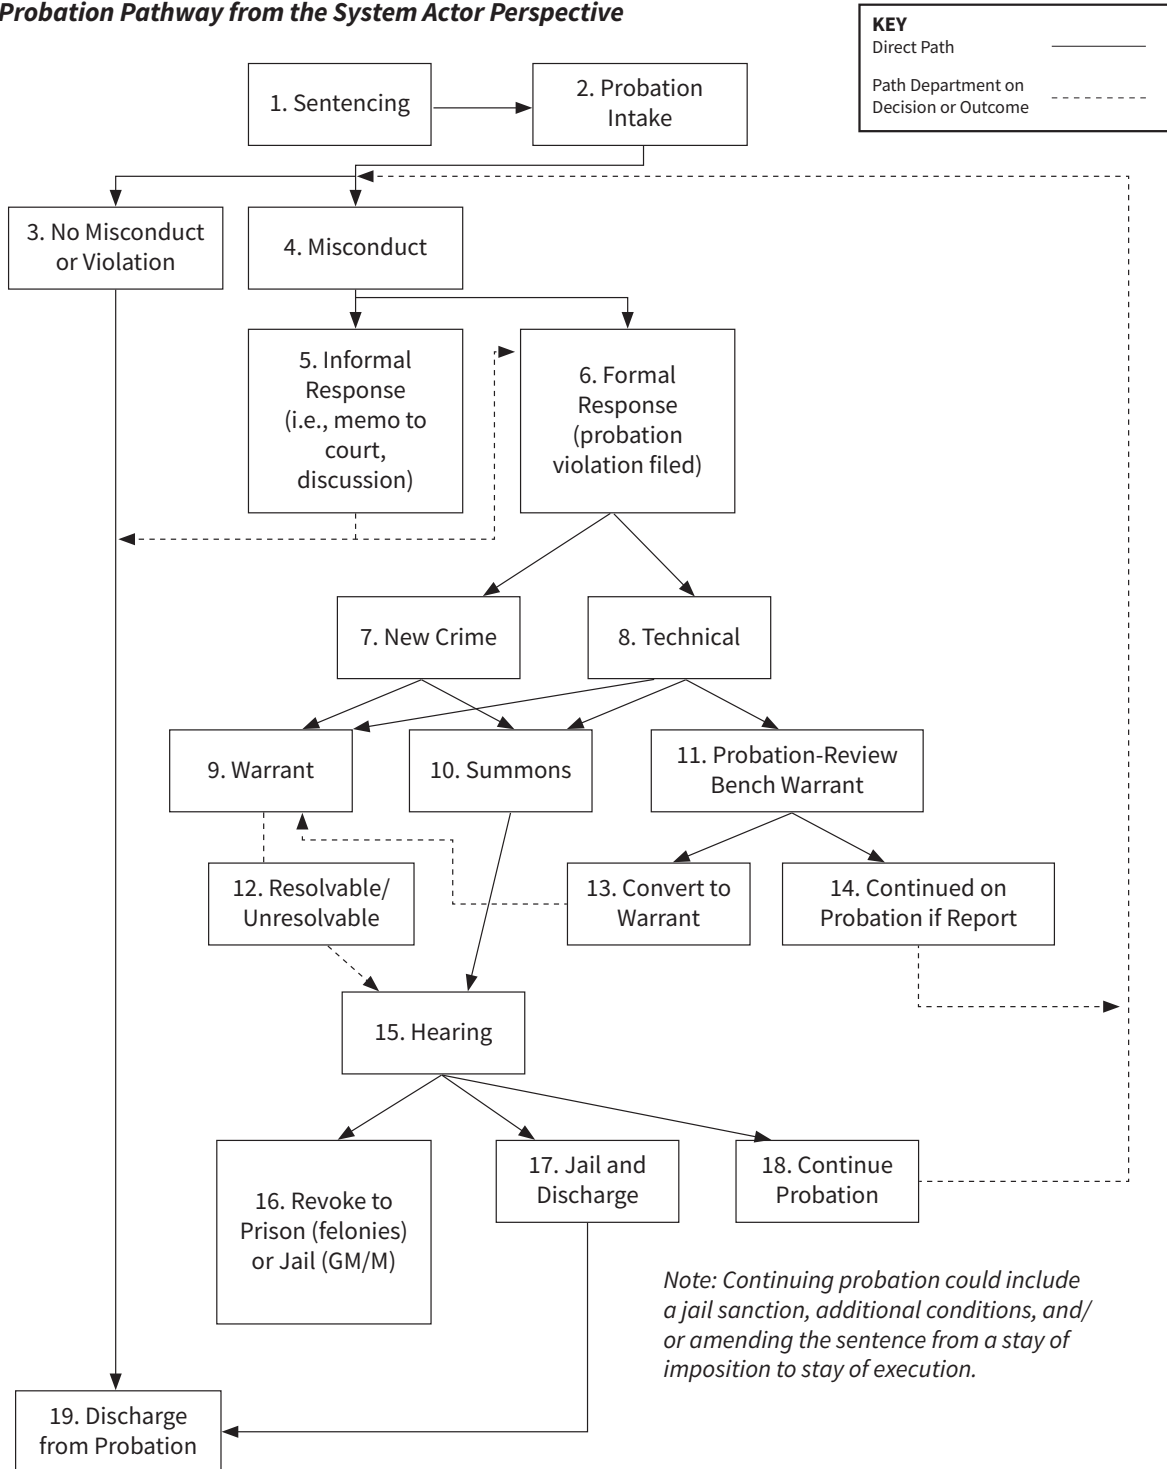 Probation Pathway from the System Actor Perspective
KEY
Direct Path
Path Department on
Decision or Outcome
1. Sentencing
2. Probation
Intake
3. No Misconduct
or Violation
4. Misconduct
5. Informal
Response
(i.e., memo to
court,
discussion)
6. Formal
Response
(probation
violation filed)
7. New Crime
8. Technical
9. Warrant
10. Summons
11. Probation-Review
Bench Warrant
12. Resolvable/
Unresolvable
13. Convert to
Warrant
14. Continued on
Probation if Report
15. Hearing
16. Revoke to
Prison (felonies)
or Jail (GM/M)
17. Jail and
Discharge
18. Continue
Probation
Note: Continuing probation could include
a jail sanction, additional conditions, and/
or amending the sentence from a stay of
imposition to stay of execution.
19. Discharge
from Probation